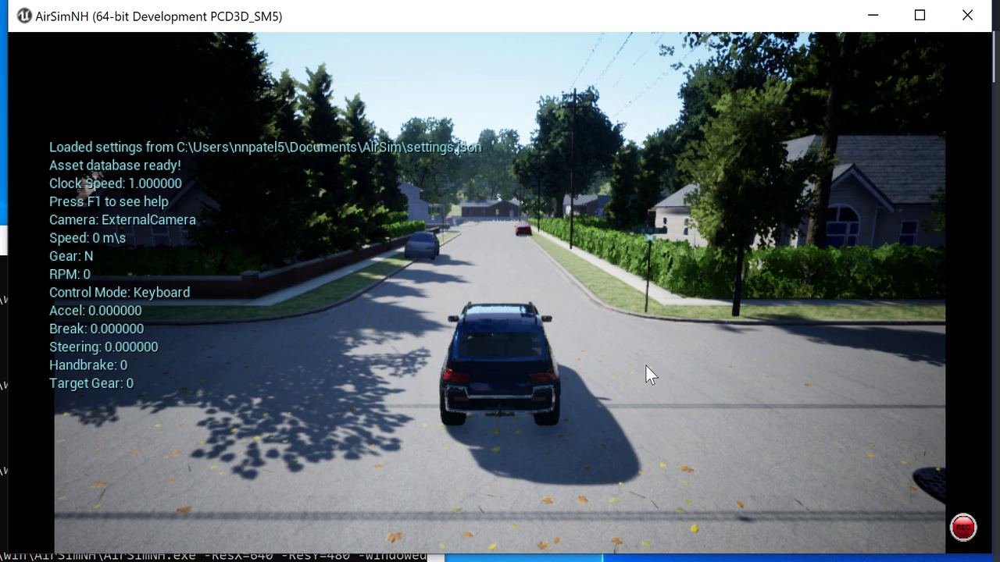 AirSimNH (64-bit Development PCD3D_SM5)
Loaded settings from C:\Users\nnpatel5\Documents\AirSim\settings.json
Asset database ready!
Clock Speed: 1.000000
Press F1 to see help
Camera: ExternalCamera
Speed: 0 m\s
Gear: N
RPM: 0
Control Mode: Keyboard
Accel: 0.000000
Break: 0.000000
Steering: 0.000000
Handbrake: 0
Target Gear: 0
REC
\win\AirSimNH\AirSimNH.exe -ResX=640 -ResY=480 -windowed